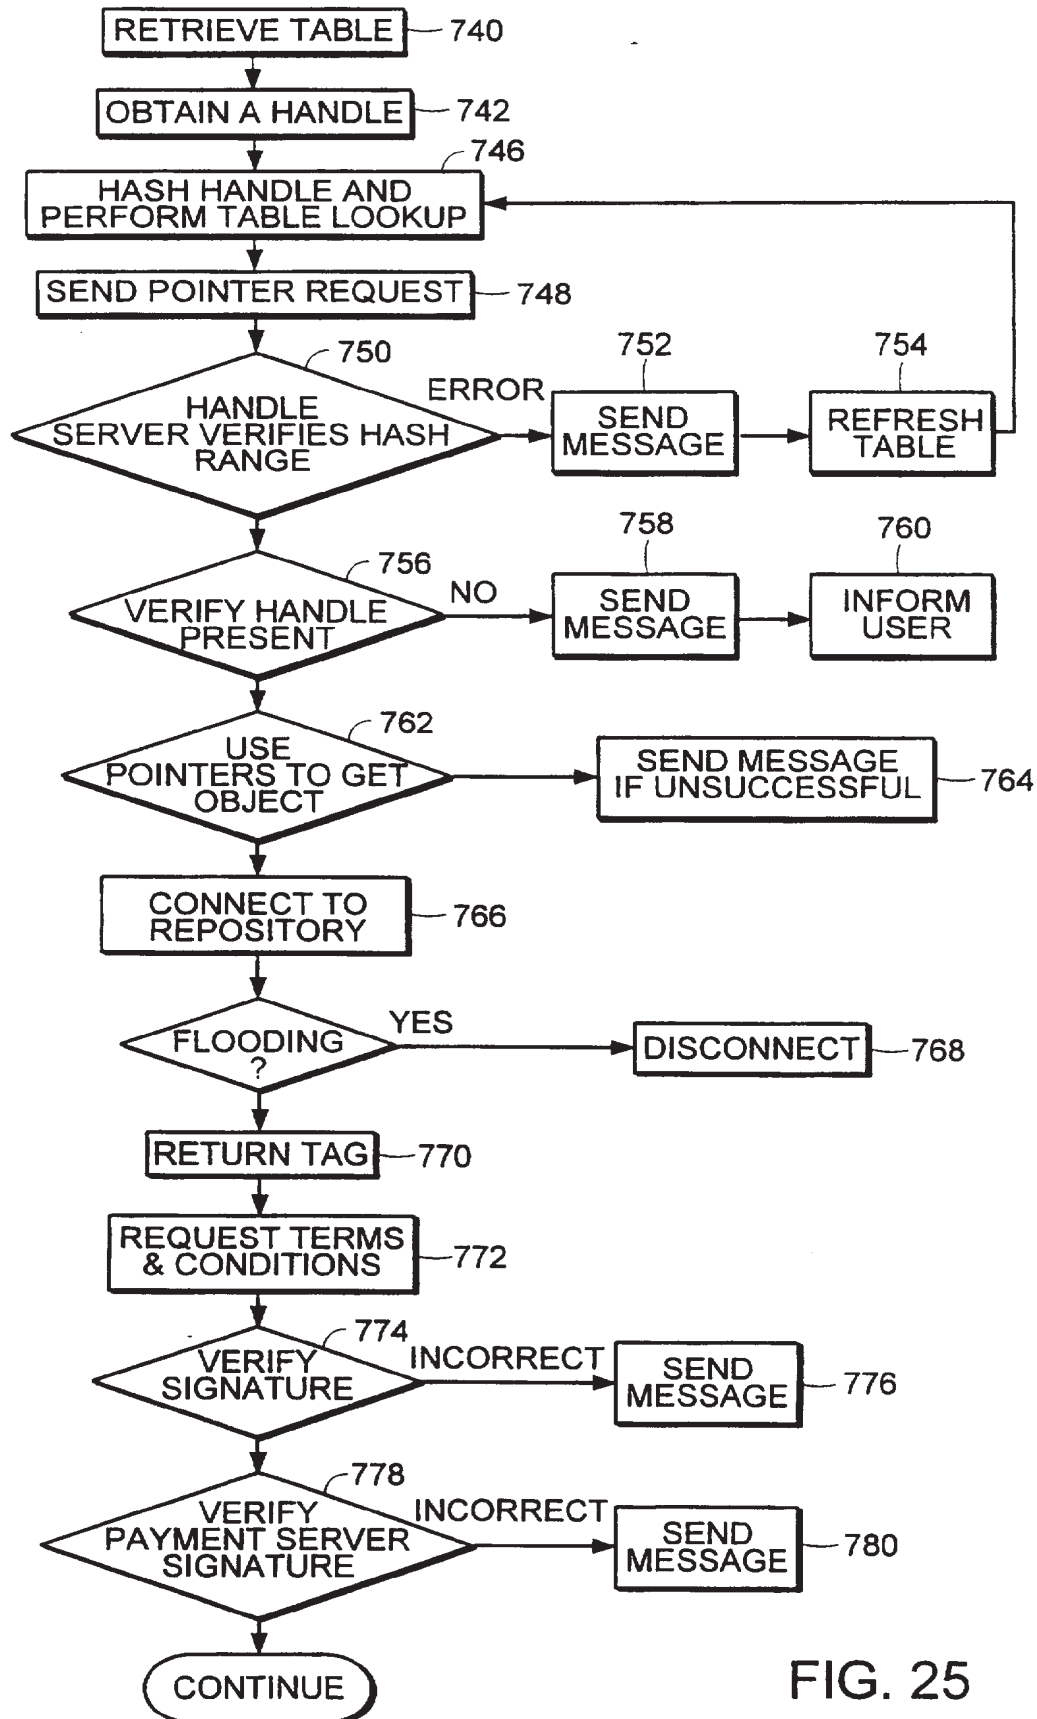 RETRIEVE TABLE
740
OBTAIN A HANDLE
742
746
HASH HANDLE AND
PERFORM TABLE LOOKUP
SEND POINTER REQUEST
748
750
HANDLE
SERVER VERIFIES HASH
RANGE
ERROR
752
SEND
MESSAGE
754
REFRESH
TABLE
756
VERIFY HANDLE
PRESENT
NO
758
SEND
MESSAGE
760
INFORM
USER
762
USE
POINTERS TO GET
OBJECT
SEND MESSAGE
IF UNSUCCESSFUL
764
CONNECT TO
REPOSITORY
766
FLOODING
?
YES
DISCONNECT
768
RETURN TAG
770
REQUEST TERMS
& CONDITIONS
772
774
VERIFY
SIGNATURE
INCORRECT
SEND
MESSAGE
776
778
VERIFY
PAYMENT SERVER
SIGNATURE
INCORRECT
SEND
MESSAGE
780
CONTINUE
FIG. 25